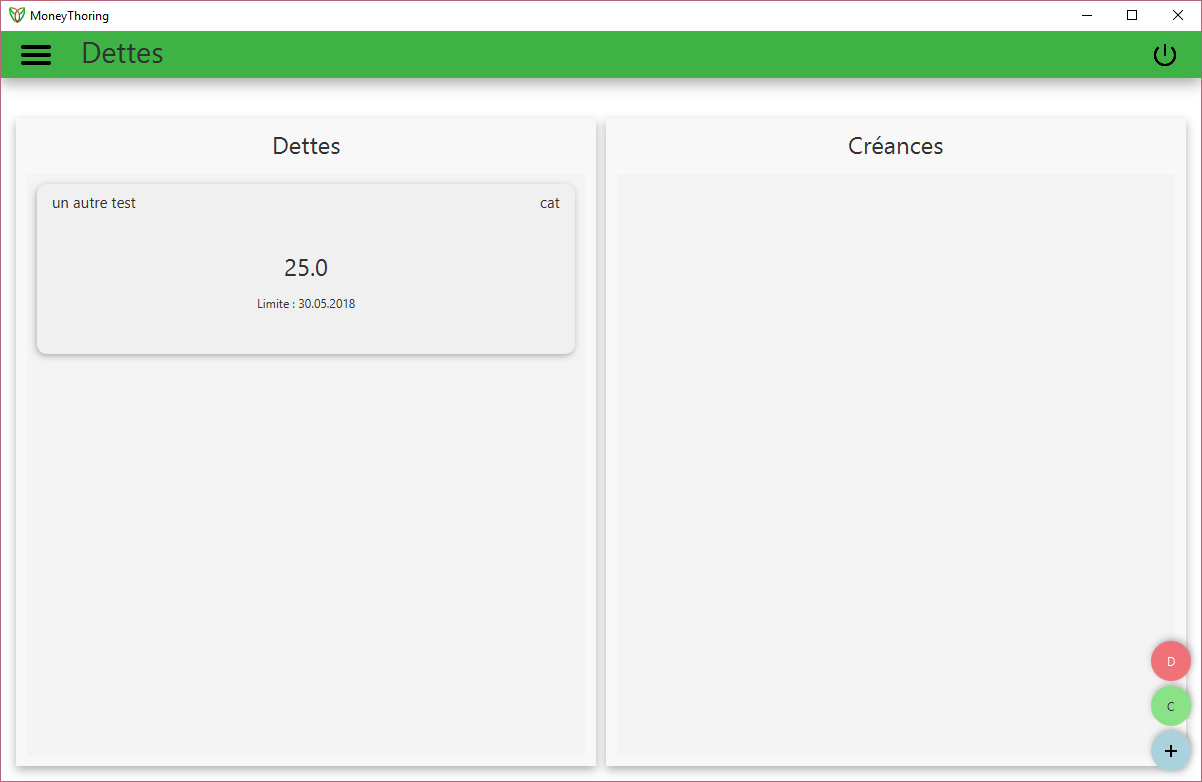 MoneyThoring
Dettes
Dettes
Créances
un autre test
cat
25.0
Limite : 30.05.2018
D
C
+